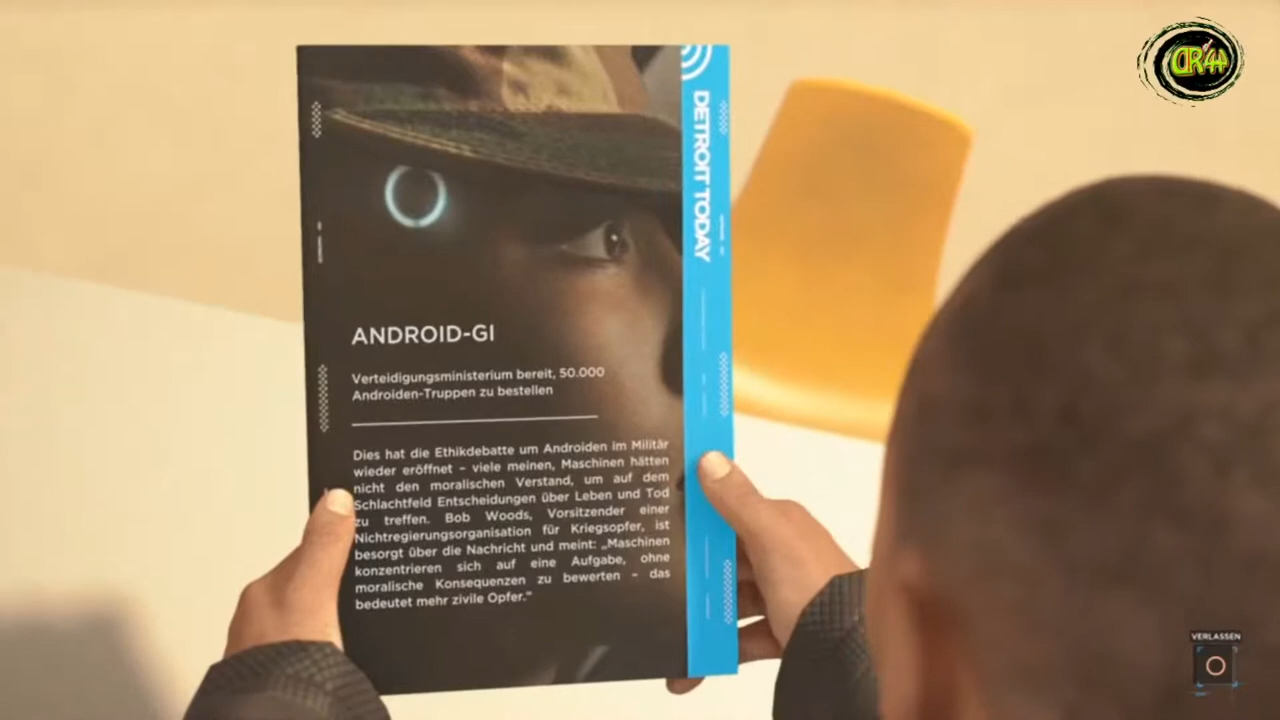 DR44
DETROIT TODAY
ANDROID-GI
Verteidigungsministerium bereit, 50.000
Androiden-Truppen zu bestellen
Dies hat die Ethikdebatte um Androiden im Militär
wieder eröffnet – viele meinen, Maschinen hätten
nicht den moralischen Verstand, um auf dem
Schlachtfeld Entscheidungen über Leben und Tod
zu treffen. Bob Woods, Vorsitzender einer
Nichtregierungsorganisation für Kriegsopfer, ist
besorgt über die Nachricht und meint: „Maschinen
konzentrieren sich auf eine Aufgabe, ohne
moralische Konsequenzen zu bewerten – das
bedeutet mehr zivile Opfer.“
VERLASSEN